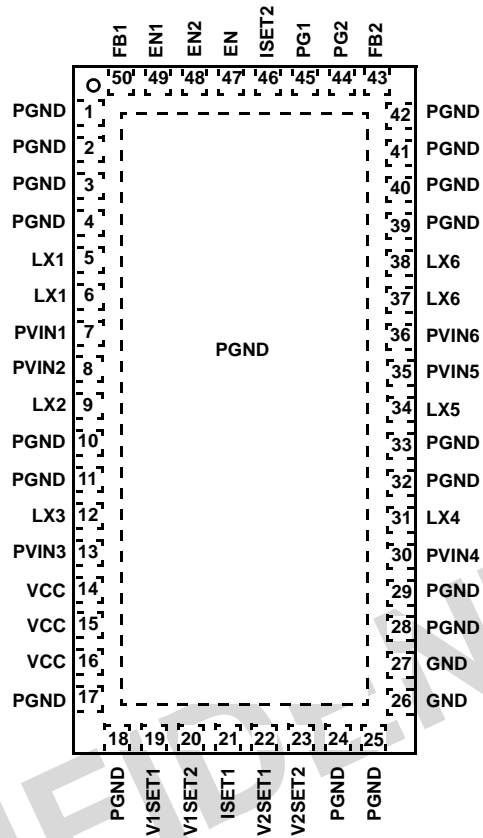 FB1 EN1 EN2 EN ISET2 PG1 PG2 FB2
50 49 48 47 46 45 44 43
PGND 1 42 PGND
PGND 2 41 PGND
PGND 3 40 PGND
PGND 4 39 PGND
LX1 5 38 LX6
LX1 6 37 LX6
PVIN1 7 36 PVIN6
PGND
PVIN2 8 35 PVIN5
LX2 9 34 LX5
PGND 10 33 PGND
PGND 11 32 PGND
LX3 12 31 LX4
PVIN3 13 30 PVIN4
VCC 14 29 PGND
VCC 15 28 PGND
VCC 16 27 GND
PGND 17 26 GND
18 19 20 21 22 23 24 25
PGND V1SET1 V1SET2 ISET1 V2SET1 V2SET2 PGND PGND